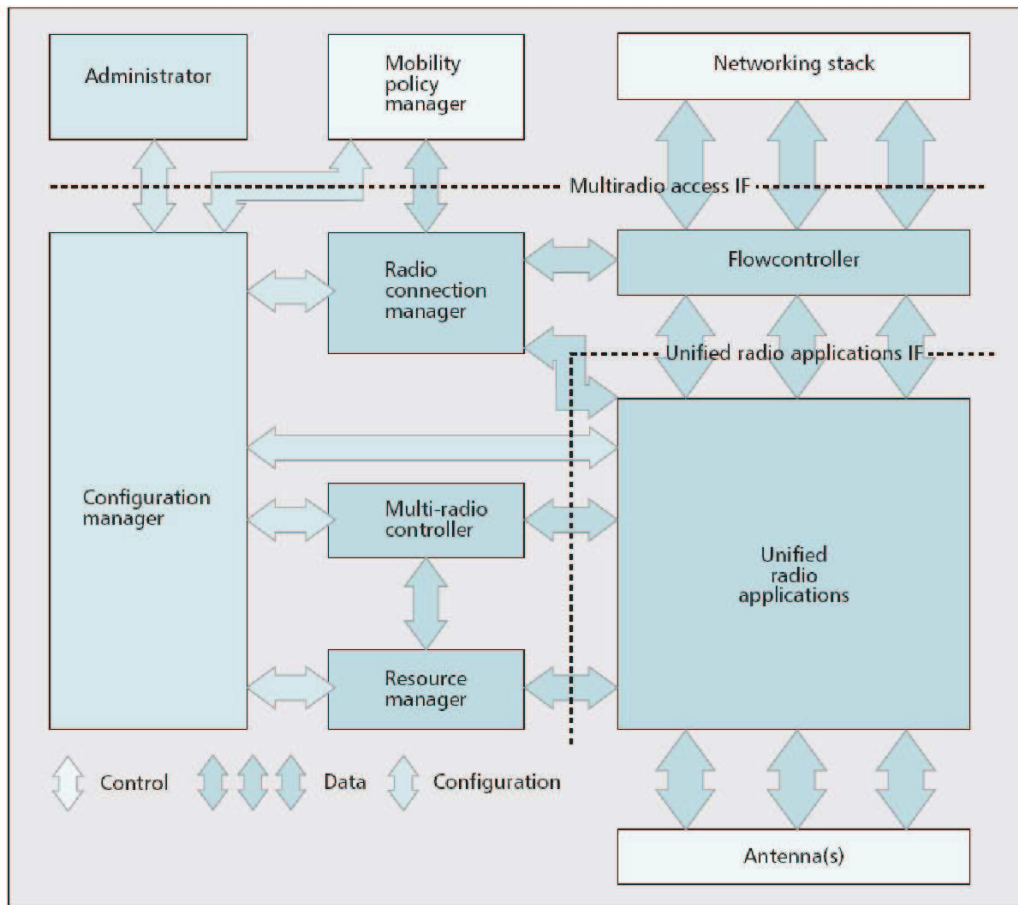 Administrator
Mobility
policy
manager
Networking stack
Multiradio access IF
Radio
connection
manager
Flowcontroller
Unified radio applications IF
Configuration
manager
Multi-radio
controller
Unified
radio
applications
Resource
manager
Control
Data
Configuration
Antenna(s)